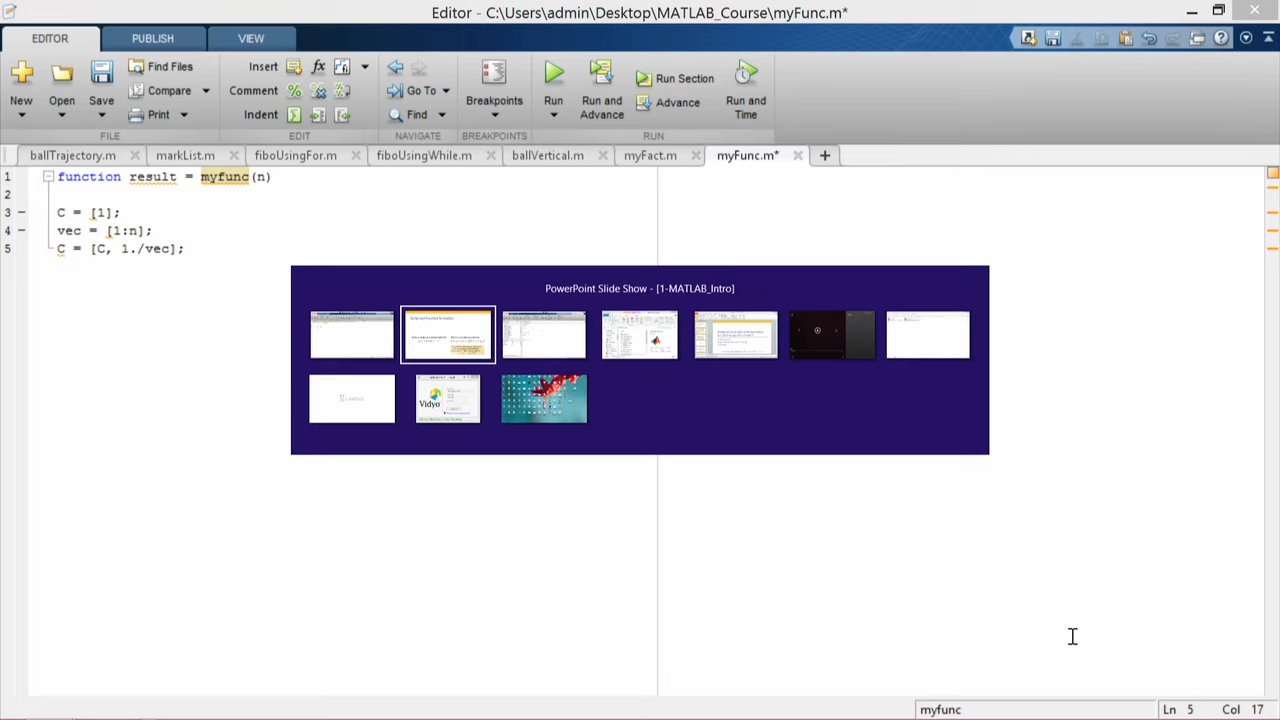 Editor - C:\Users\admin\Desktop\MATLAB_Course\myFunc.m*
EDITOR PUBLISH VIEW
New Open Save
Find Files
Compare
Print
FILE
Insert fx
Comment
Indent
EDIT
Go To
Find
NAVIGATE
Breakpoints
BREAKPOINTS
Run
Run and Advance
Run Section
Advance
Run and Time
RUN
ballTrajectory.m markList.m fiboUsingFor.m fiboUsingWhile.m ballVertical.m myFact.m myFunc.m*
1 function result = myfunc(n)
2
3 C = [1];
4 vec = [1:n];
5 C = [C, 1./vec];
PowerPoint Slide Show - [1-MATLAB_Intro]
Vidyo
myfunc Ln 5 Col 17